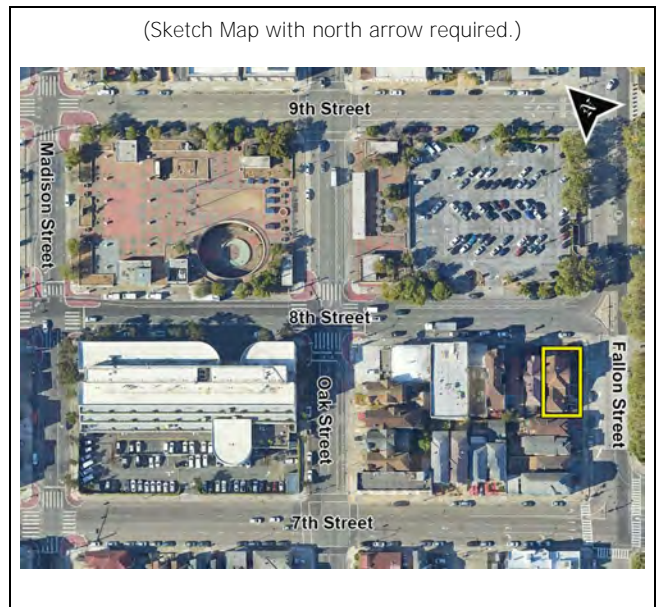 (Sketch Map with north arrow required.)
9th Street
Madison Street
8th Street
Oak Street
Fallon Street
7th Street